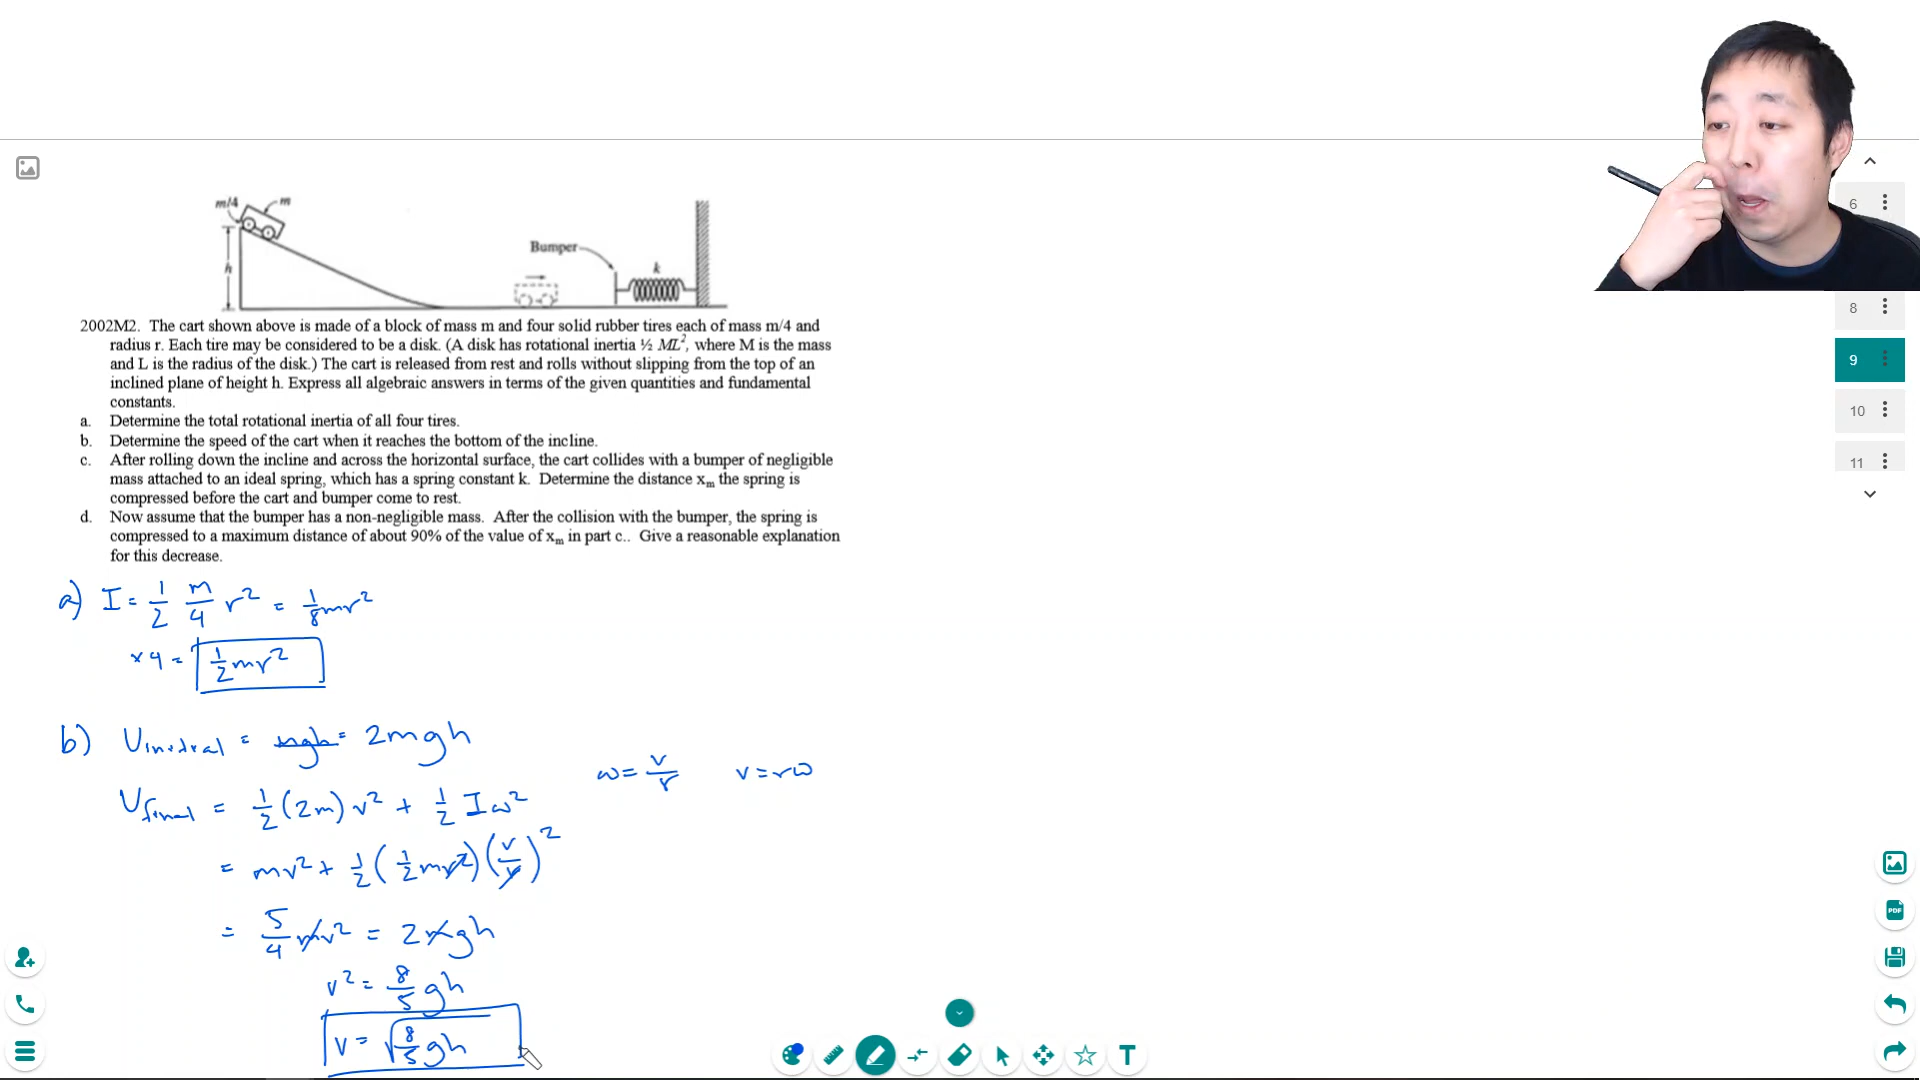 m/4
m
h
Bumper
k
2002M2. The cart shown above is made of a block of mass m and four solid rubber tires each of mass m/4 and
radius r. Each tire may be considered to be a disk. (A disk has rotational inertia ½ ML², where M is the mass
and L is the radius of the disk.) The cart is released from rest and rolls without slipping from the top of an
inclined plane of height h. Express all algebraic answers in terms of the given quantities and fundamental
constants.
a. Determine the total rotational inertia of all four tires.
b. Determine the speed of the cart when it reaches the bottom of the incline.
c. After rolling down the incline and across the horizontal surface, the cart collides with a bumper of negligible
mass attached to an ideal spring, which has a spring constant k. Determine the distance xₘ the spring is
compressed before the cart and bumper come to rest.
d. Now assume that the bumper has a non-negligible mass. After the collision with the bumper, the spring is
compressed to a maximum distance of about 90% of the value of xₘ in part c.. Give a reasonable explanation
for this decrease.
a) I = 1/2 m/4 r² = 1/8 mr²
×4 = 1/2 mr²
b) Uinitial = mgh = 2mgh
ω = v/r v = rω
Ufinal = 1/2 (2m) v² + 1/2 I ω²
= mv² + 1/2 (1/2 mr²) (v/r)²
= 5/4 mv² = 2mgh
v² = 8/5 gh
v = √8/5 gh
6
8
9
10
11
PDF
T